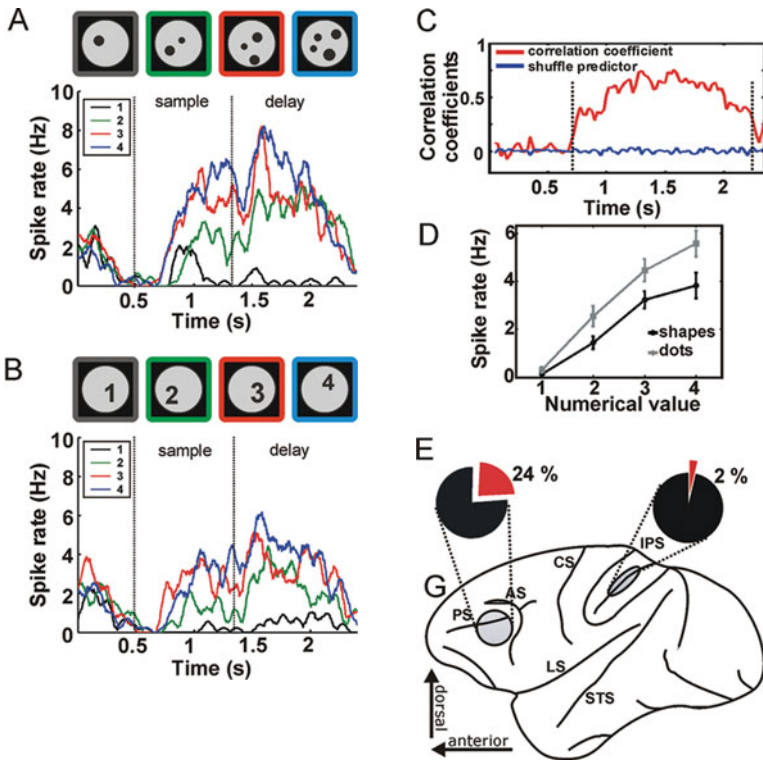 A
10
8
6
4
2
0
Spike rate (Hz)
1
2
3
4
sample
delay
0.5
1
1.5
2
Time (s)
B
1
2
3
4
10
8
6
4
2
0
Spike rate (Hz)
1
2
3
4
sample
delay
0.5
1
1.5
2
Time (s)
C
1
0.5
0
Correlation
coefficients
correlation coefficient
shuffle predictor
0.5
1
2
Time (s)
D
6
4
2
0
Spike rate
(Hz)
shapes
dots
1
2
3
4
Numerical value
E
24 %
2 %
IPS
CS
G
AS
PS
LS
STS
dorsal
anterior